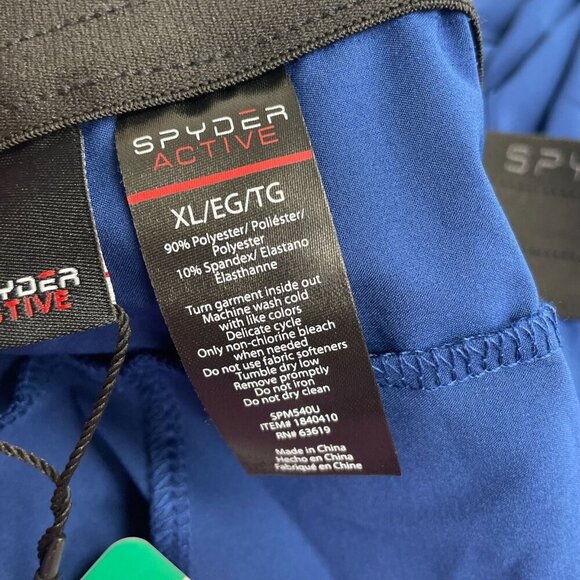 SPYDER
ACTIVE
XL/EG/TG
90% Polyester/ Poliéster/
Polyester
10% Spandex/ Elastano
Élasthanne
Turn garment inside out
Machine wash cold
with like colors
Delicate cycle
Only non-chlorine bleach
when needed
Do not use fabric softeners
Tumble dry low
Remove promptly
Do not iron
Do not dry clean
SPM540U
ITEM# 1840410
RN# 63619
Made in China
Hecho en China
Fabriqué en Chine
PYDER
ACTIVE
SPY